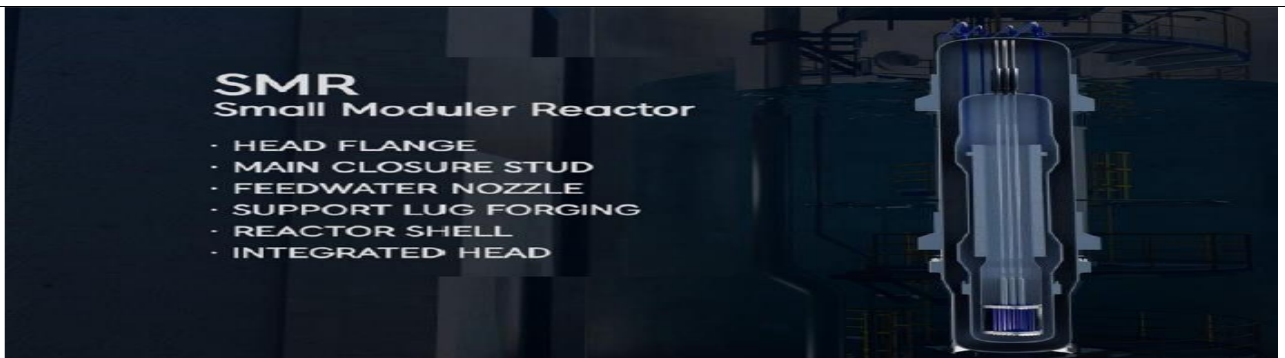 SMR
Small Moduler Reactor
· HEAD FLANGE
· MAIN CLOSURE STUD
· FEEDWATER NOZZLE
· SUPPORT LUG FORGING
· REACTOR SHELL
· INTEGRATED HEAD